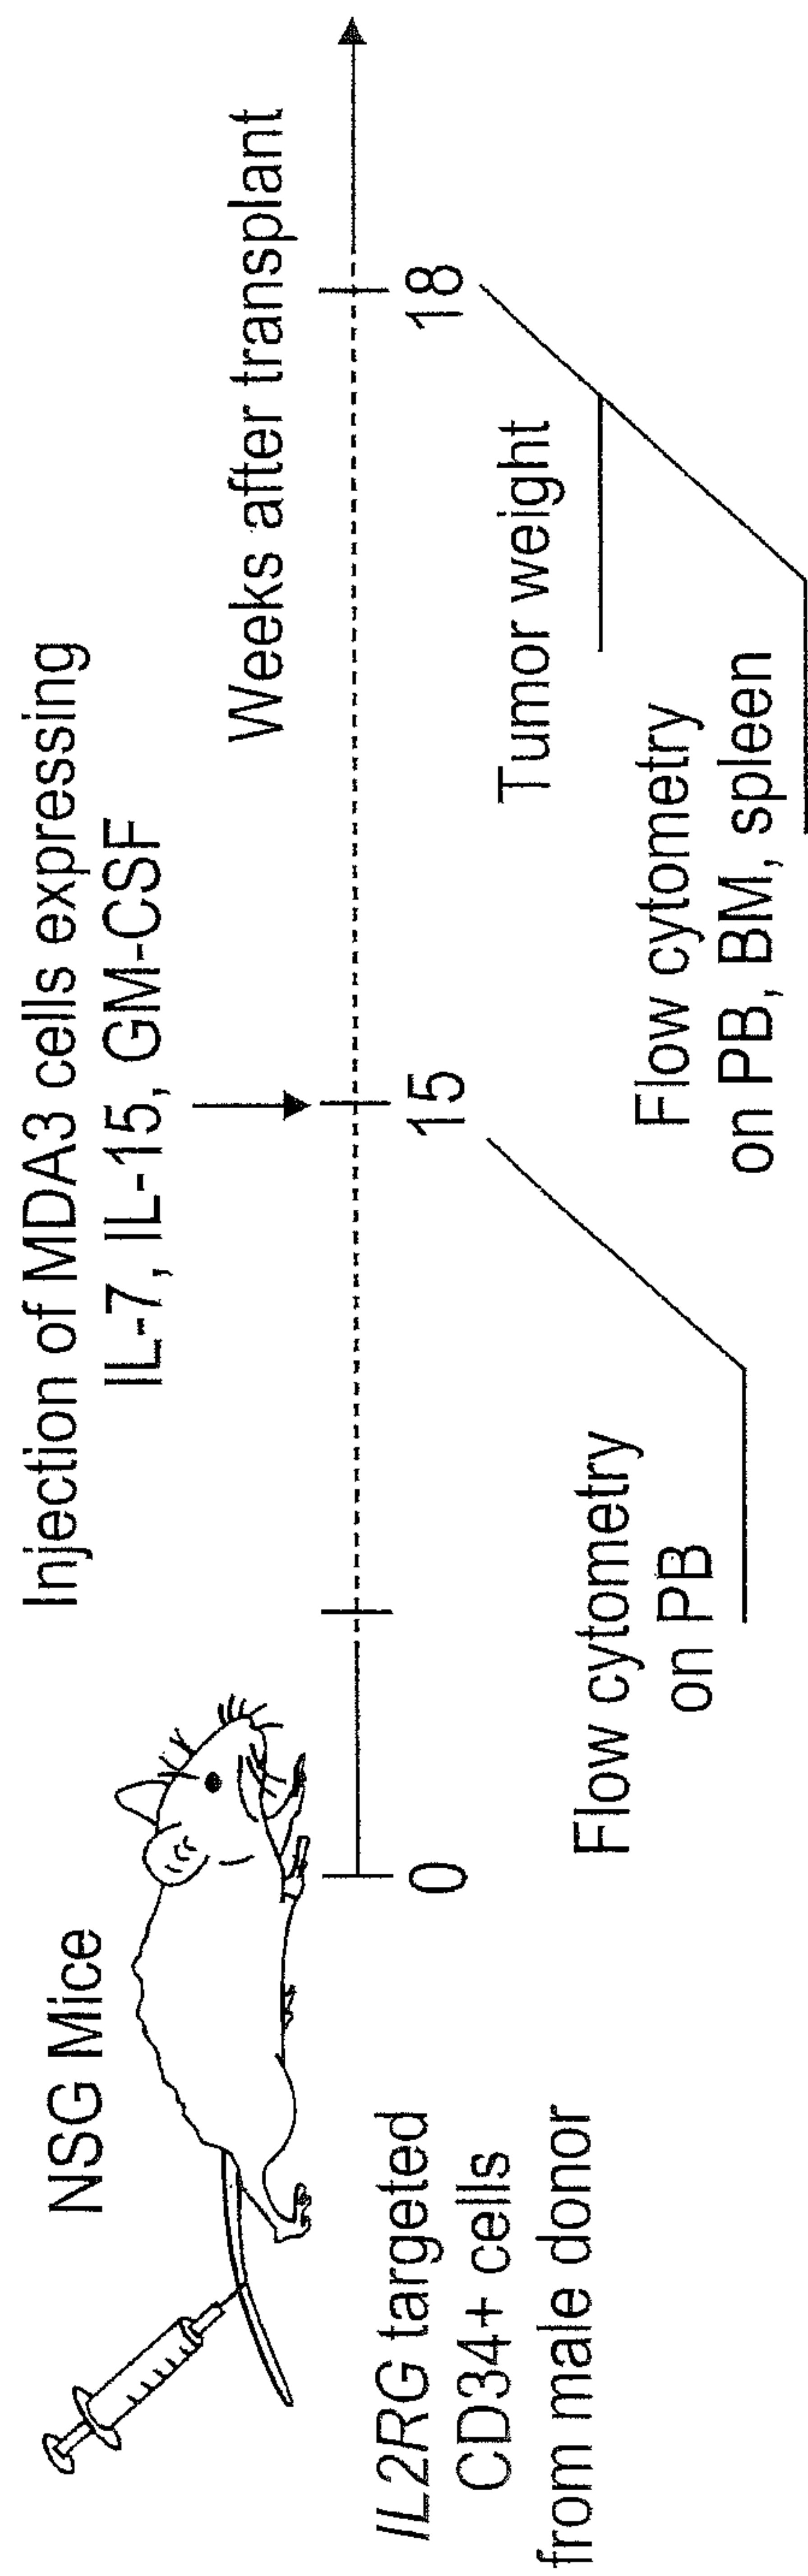 NSG Mice
IL2RG targeted
CD34+ cells
from male donor
Injection of MDA3 cells expressing
IL-7, IL-15, GM-CSF
Weeks after transplant
0
15
18
Flow cytometry
on PB
Tumor weight
Flow cytometry
on PB, BM, spleen